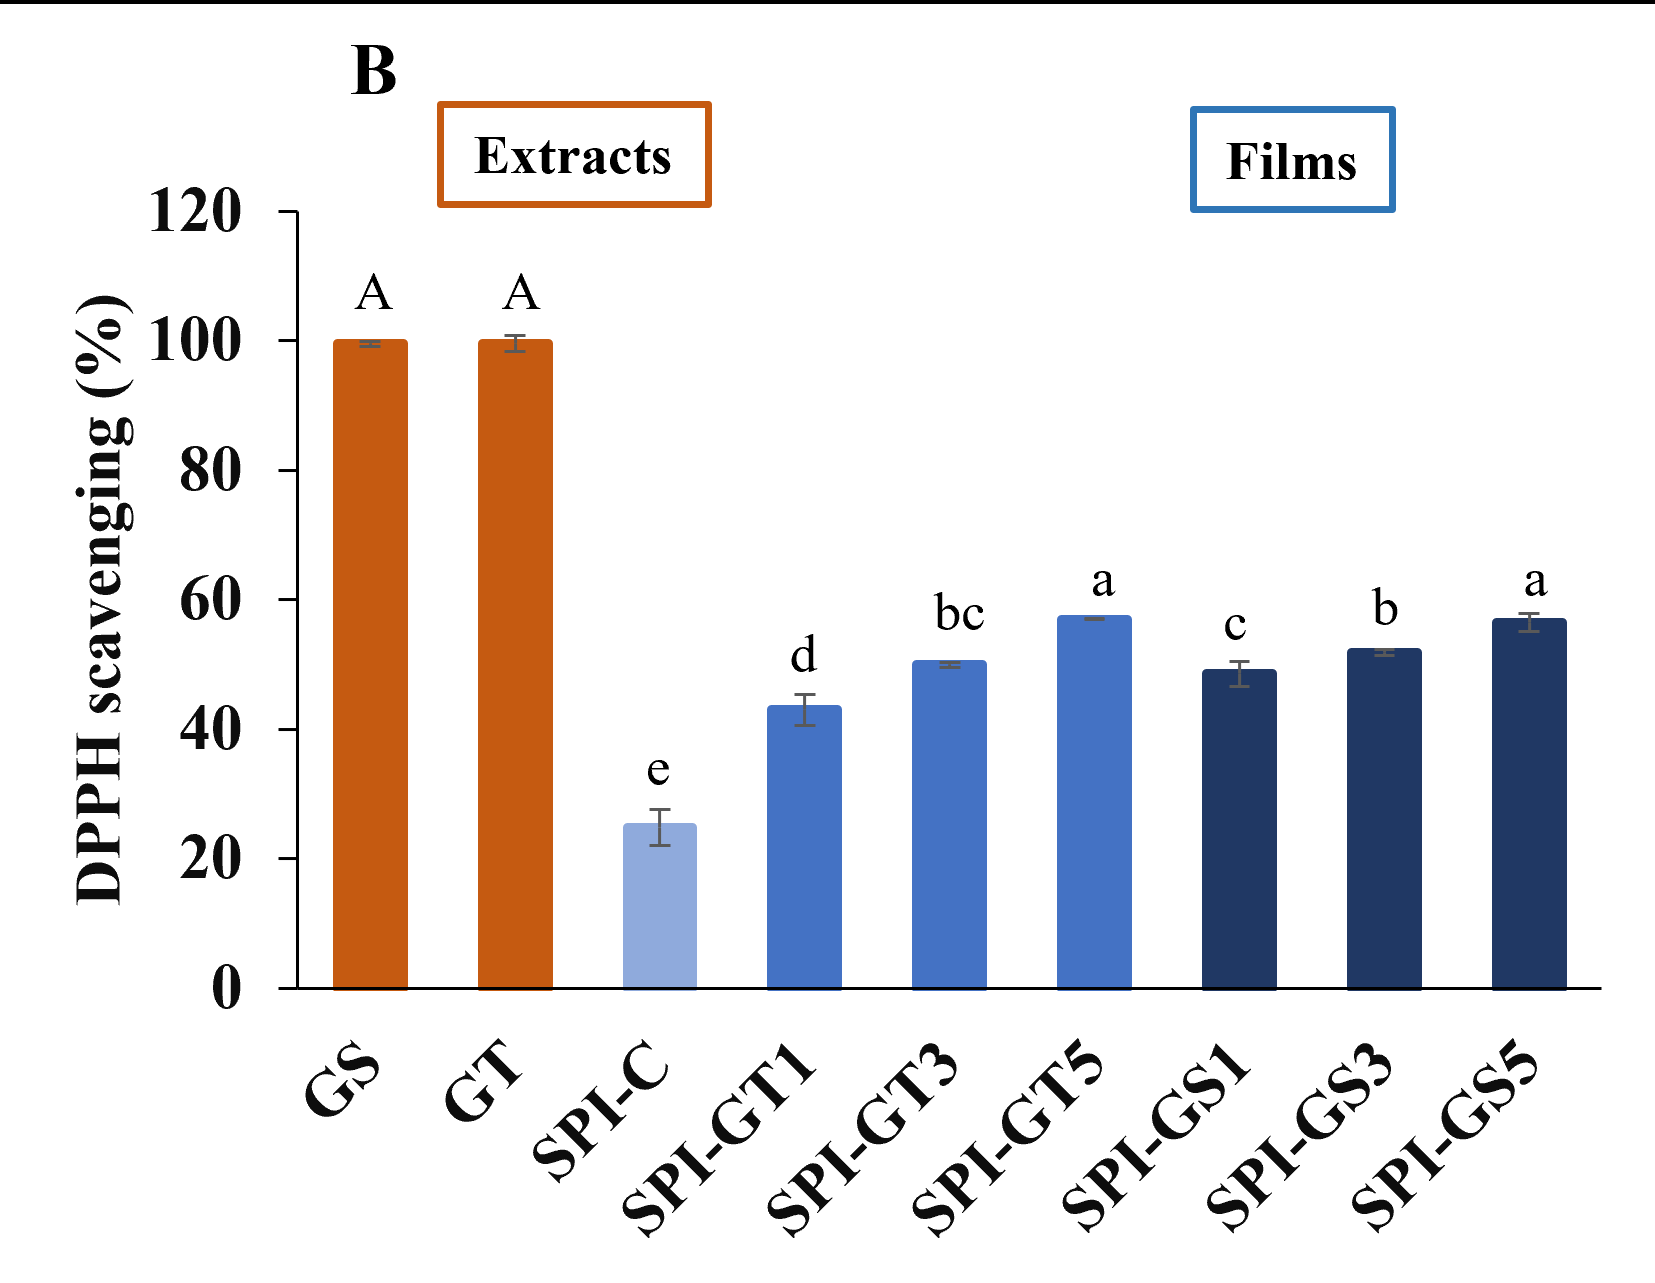 B
Extracts
Films
DPPH scavenging (%)
120
100
80
60
40
20
0
A
A
e
d
bc
a
c
b
a
GS
GT
SPI-C
SPI-GT1
SPI-GT3
SPI-GT5
SPI-GS1
SPI-GS3
SPI-GS5